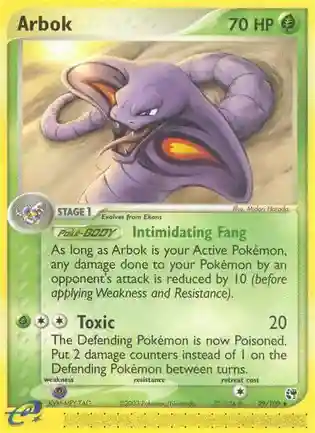 Arbok 70 HP
Illus. Midori Harada
STAGE 1
Evolves from Ekans
Poké-BODY Intimidating Fang
As long as Arbok is your Active Pokémon,
any damage done to your Pokémon by an
opponent's attack is reduced by 10 (before
applying Weakness and Resistance).
Toxic 20
The Defending Pokémon is now Poisoned.
Put 2 damage counters instead of 1 on the
Defending Pokémon between turns.
weakness resistance retreat cost
e